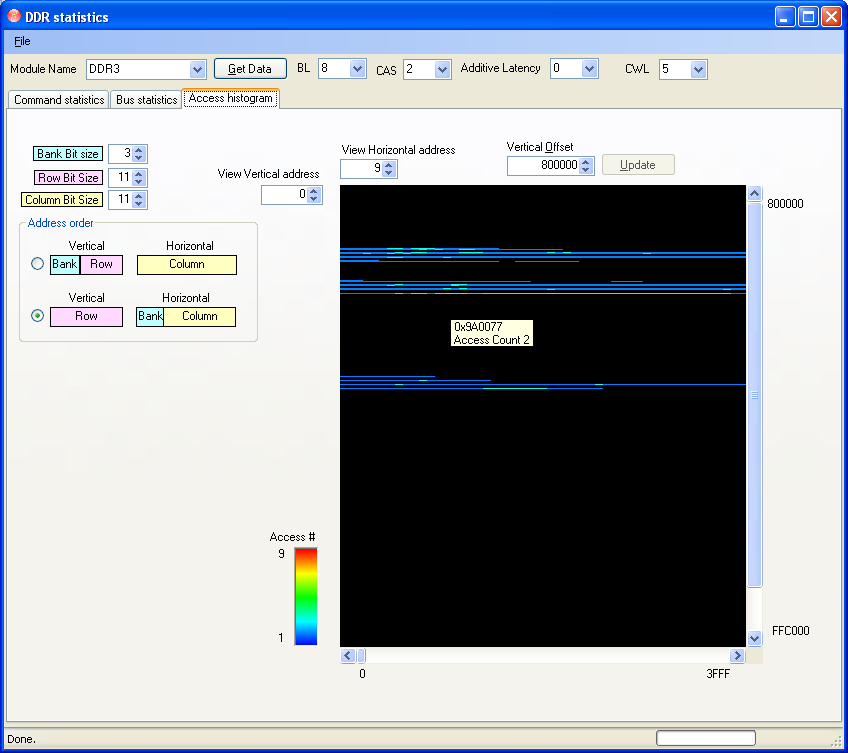 DDR statistics
File
Module Name DDR3 Get Data BL 8 CAS 2 Additive Latency 0 CWL 5
Command statistics Bus statistics Access histogram
View Horizontal address Vertical Offset
Bank Bit size 3
9 800000 Update
Row Bit Size 11
View Vertical address
0
Column Bit Size 11
800000
Address order
Vertical Horizontal
Bank Row Column
Vertical Horizontal
Row Bank Column
0x9A0077
Access Count 2
Access #
9
1
FFC000
0 3FFF
Done.